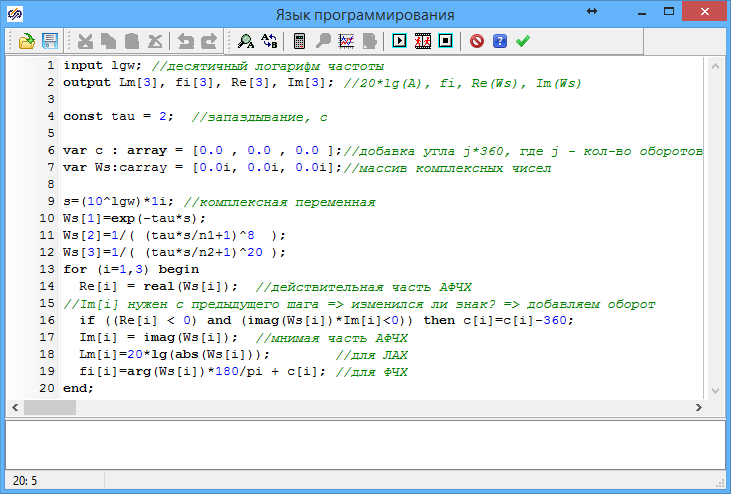 Язык программирования
1 input lgw; //десятичный логарифм частоты
2 output Lm[3], fi[3], Re[3], Im[3]; //20*lg(A), fi, Re(Ws), Im(Ws)
3
4 const tau = 2;  //запаздывание, с
5
6 var c : array = [0.0 , 0.0 , 0.0 ];//добавка угла j*360, где j - кол-во оборотов
7 var Ws:carray = [0.0i, 0.0i, 0.0i];//массив комплексных чисел
8
9 s=(10^lgw)*1i; //комплексная переменная
10 Ws[1]=exp(-tau*s);
11 Ws[2]=1/( (tau*s/n1+1)^8  );
12 Ws[3]=1/( (tau*s/n2+1)^20 );
13 for (i=1,3) begin
14   Re[i] = real(Ws[i]);  //действительная часть АФЧХ
15 //Im[i] нужен с предыдущего шага => изменился ли знак? => добавляем оборот
16   if ((Re[i] < 0) and (imag(Ws[i])*Im[i]<0)) then c[i]=c[i]-360;
17   Im[i] = imag(Ws[i]);  //мнимая часть АФЧХ
18   Lm[i]=20*lg(abs(Ws[i]));        //для ЛАХ
19   fi[i]=arg(Ws[i])*180/pi + c[i]; //для ФЧХ
20 end;
20: 5